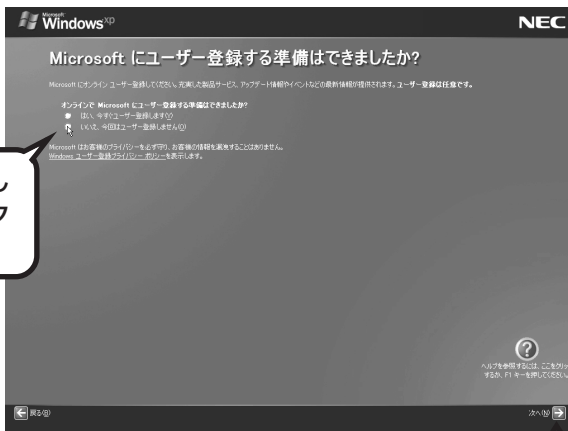 Microsoft
Windows xp
NEC
Microsoft にユーザー登録する準備はできましたか?
Microsoft にオンライン ユーザー登録してください。充実した製品サービス、アップデート情報やイベントなどの最新情報が提供されます。ユーザー登録は任意です。
オンラインで Microsoft にユーザー登録する準備はできましたか?
はい、今すぐユーザー登録します(Y)
いいえ、今回はユーザー登録しません(O)
Microsoft はお客様のプライバシーを必ず守り、お客様の情報を漏洩することはありません。
Windows ユーザー登録プライバシー ポリシーを表示します。
ん
ク
?
ヘルプを参照するには、ここをクリッ
するか、F1 キーを押してください。
戻る(B)
次へ(N)